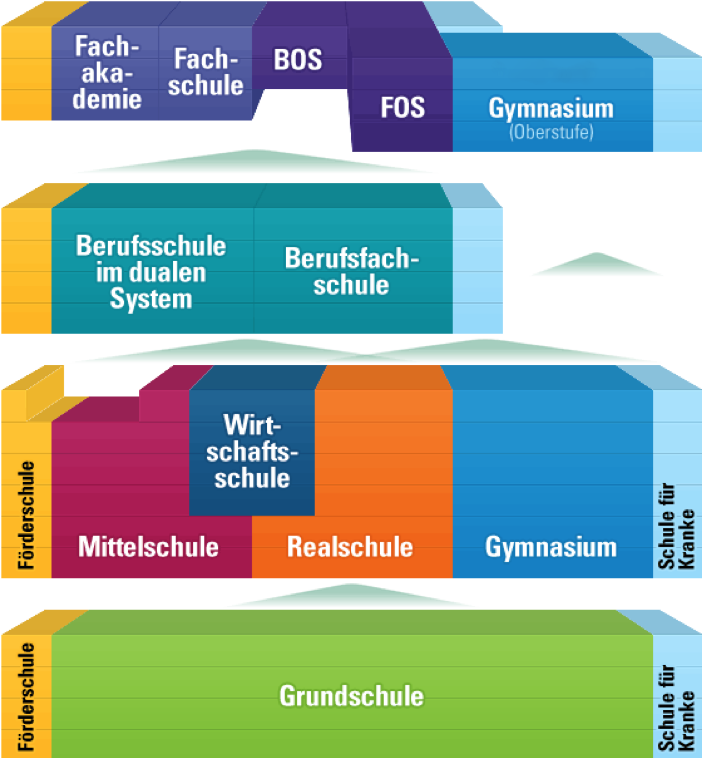 Fach-
aka-
demie
Fach-
schule
BOS
FOS
Gymnasium
(Oberstufe)
Berufsschule
im dualen
System
Berufsfach-
schule
Förderschule
Mittelschule
Wirt-
schafts-
schule
Realschule
Gymnasium
Schule für
Kranke
Förderschule
Grundschule
Schule für
Kranke